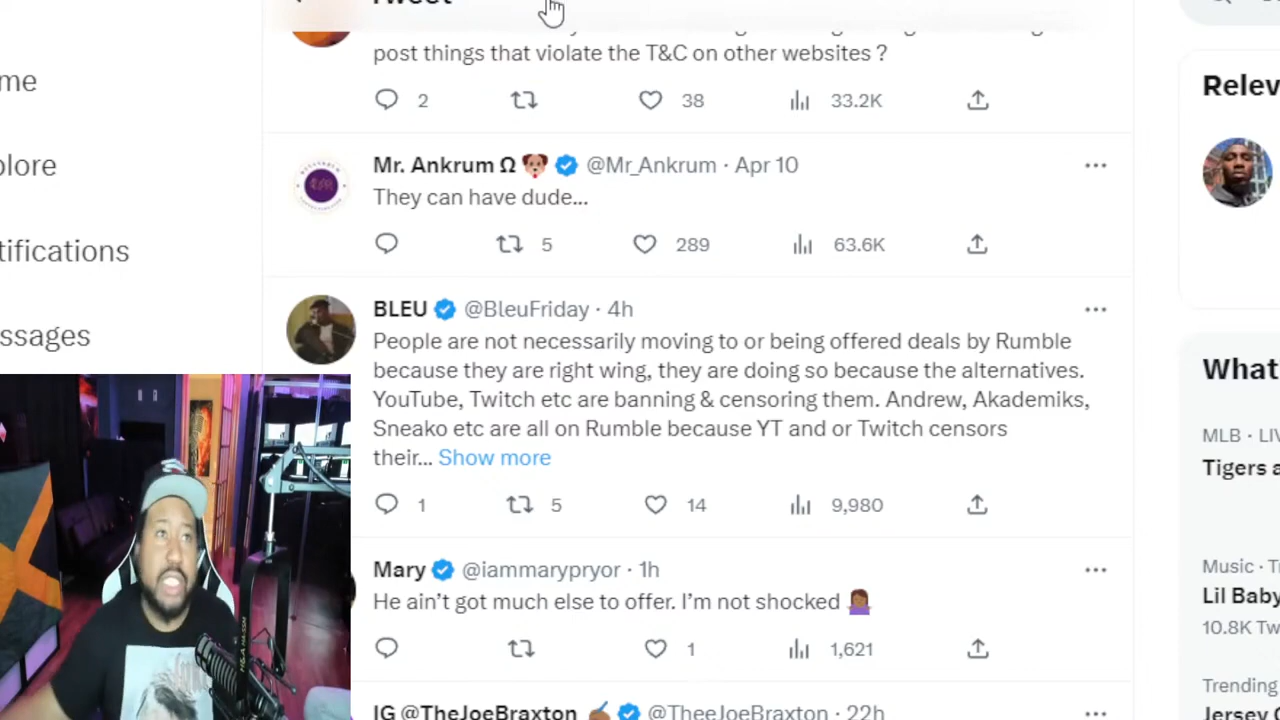 Tweet
post things that violate the T&C on other websites ?
2 38 33.2K
Mr. Ankrum Ω 🐶 @Mr_Ankrum · Apr 10
They can have dude...
5 289 63.6K
BLEU @BleuFriday · 4h
People are not necessarily moving to or being offered deals by Rumble
because they are right wing, they are doing so because the alternatives.
YouTube, Twitch etc are banning & censoring them. Andrew, Akademiks,
Sneako etc are all on Rumble because YT and or Twitch censors
their... Show more
1 5 14 9,980
Mary @iammarypryor · 1h
He ain't got much else to offer. I'm not shocked 🤷🏾‍♀️
1 1,621
IG @TheJoeBraxton @TheeJoeBraxton · 22h
me
plore
tifications
ssages
Relev
What
MLB · LIV
Tigers a
Music · Tr
Lil Baby
10.8K Tw
Trending
Jersey C